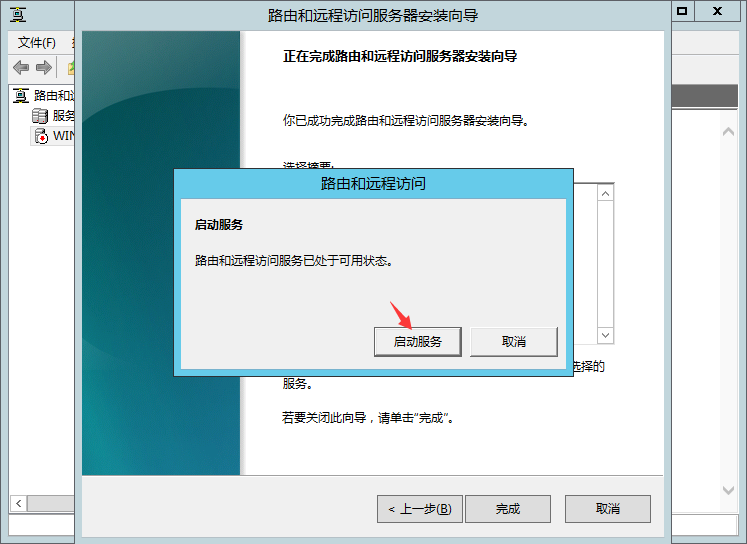 路由和远程访问服务器安装向导
文件(F)
正在完成路由和远程访问服务器安装向导
路由和
服务
WIN
你已成功完成路由和远程访问服务器安装向导。
选择摘要:
路由和远程访问
启动服务
路由和远程访问服务已处于可用状态。
启动服务
取消
选择的
服务。
若要关闭此向导，请单击“完成”。
< 上一步(B)
完成
取消